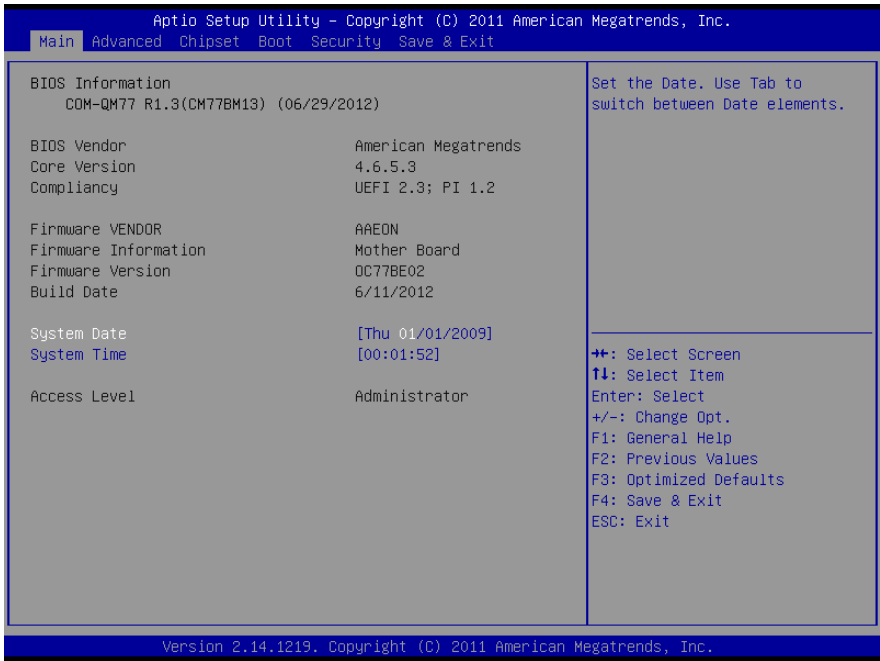 Aptio Setup Utility – Copyright (C) 2011 American Megatrends, Inc.
Main Advanced Chipset Boot Security Save & Exit
BIOS Information
COM-QM77 R1.3(CM77BM13) (06/29/2012)
BIOS Vendor American Megatrends
Core Version 4.6.5.3
Compliancy UEFI 2.3; PI 1.2
Firmware VENDOR AAEON
Firmware Information Mother Board
Firmware Version OC77BE02
Build Date 6/11/2012
System Date [Thu 01/01/2009]
System Time [00:01:52]
Access Level Administrator
Set the Date. Use Tab to
switch between Date elements.
→←: Select Screen
↑↓: Select Item
Enter: Select
+/-: Change Opt.
F1: General Help
F2: Previous Values
F3: Optimized Defaults
F4: Save & Exit
ESC: Exit
Version 2.14.1219. Copyright (C) 2011 American Megatrends, Inc.